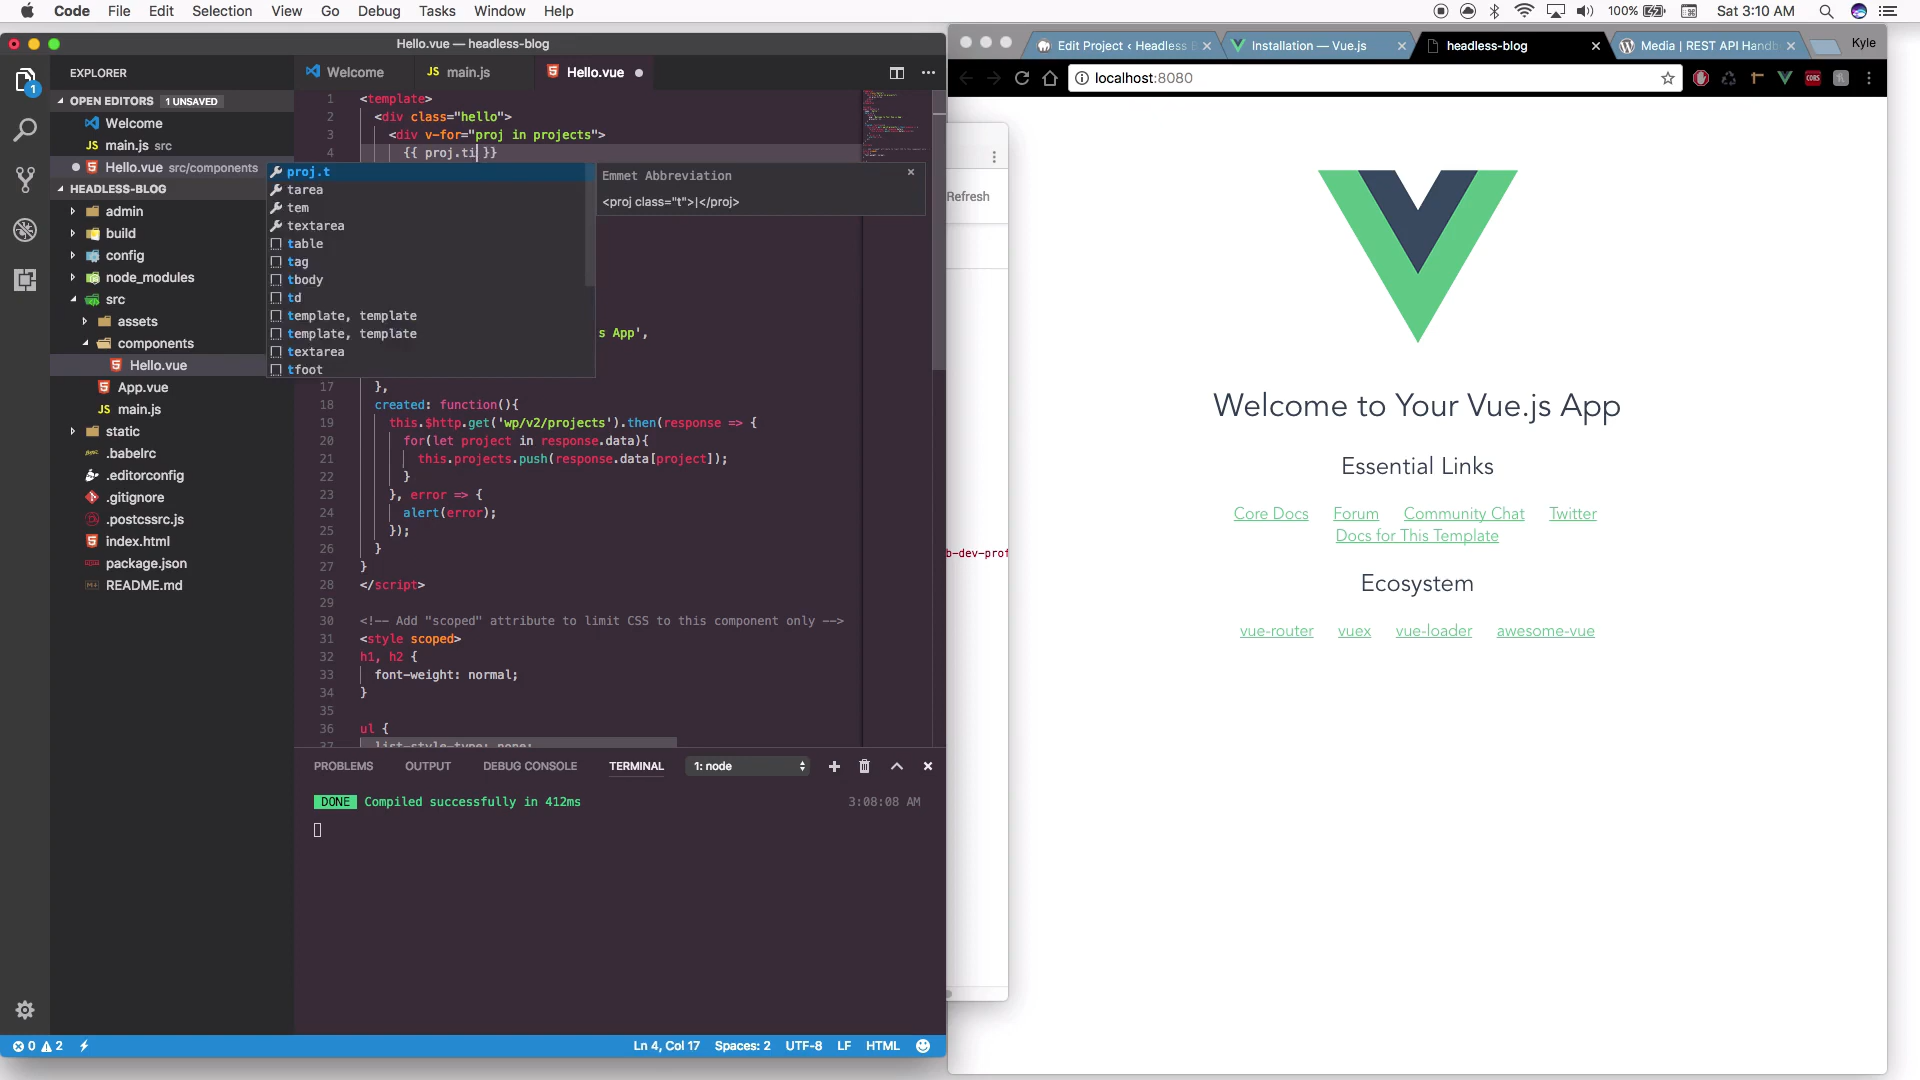 Code File Edit Selection View Go Debug Tasks Window Help
100% Sat 3:10 AM
Hello.vue — headless-blog
EXPLORER
OPEN EDITORS 1 UNSAVED
Welcome
JS main.js src
Hello.vue src/components
HEADLESS-BLOG
admin
build
config
node_modules
src
assets
components
Hello.vue
App.vue
JS main.js
static
.babelrc
.editorconfig
.gitignore
.postcssrc.js
index.html
package.json
README.md
Welcome JS main.js Hello.vue
1 <template>
2 <div class="hello">
3 <div v-for="proj in projects">
4 {{ proj.ti }}
proj.t
tarea
tem
textarea
table
tag
tbody
td
template, template
template, template
textarea
tfoot
Emmet Abbreviation ×
<proj class="t">|</proj>
s App',
17 },
18 created: function(){
19 this.$http.get('wp/v2/projects').then(response => {
20 for(let project in response.data){
21 this.projects.push(response.data[project]);
22 }
23 }, error => {
24 alert(error);
25 });
26 }
27 }
28 </script>
29
30 <!-- Add "scoped" attribute to limit CSS to this component only -->
31 <style scoped>
32 h1, h2 {
33 font-weight: normal;
34 }
35
36 ul {
37 list-style-type: none;
PROBLEMS OUTPUT DEBUG CONSOLE TERMINAL 1: node
DONE Compiled successfully in 412ms 3:08:08 AM
0 2 Ln 4, Col 17 Spaces: 2 UTF-8 LF HTML
Edit Project ‹ Headless B Installation — Vue.js headless-blog Media | REST API Handb Kyle
localhost:8080
Refresh
b-dev-prof
Welcome to Your Vue.js App
Essential Links
Core Docs Forum Community Chat Twitter
Docs for This Template
Ecosystem
vue-router vuex vue-loader awesome-vue